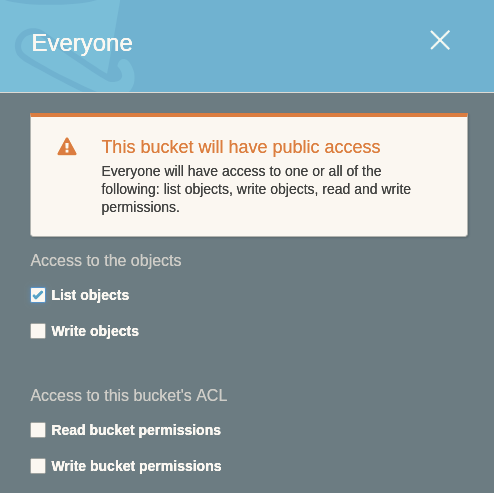 Everyone
This bucket will have public access
Everyone will have access to one or all of the
following: list objects, write objects, read and write
permissions.
Access to the objects
List objects
Write objects
Access to this bucket's ACL
Read bucket permissions
Write bucket permissions